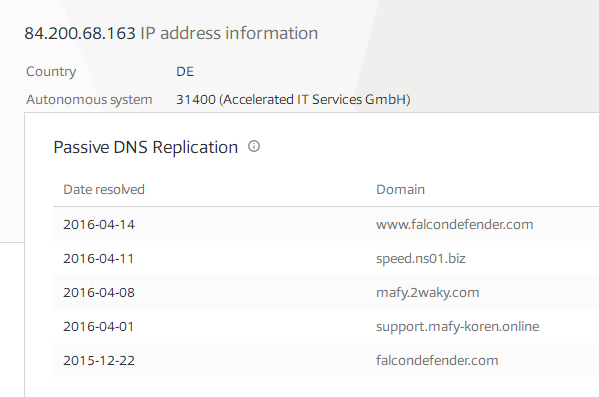 84.200.68.163 IP address information
Country DE
Autonomous system 31400 (Accelerated IT Services GmbH)
Passive DNS Replication
Date resolved Domain
2016-04-14 www.falcondefender.com
2016-04-11 speed.ns01.biz
2016-04-08 mafy.2waky.com
2016-04-01 support.mafy-koren.online
2015-12-22 falcondefender.com